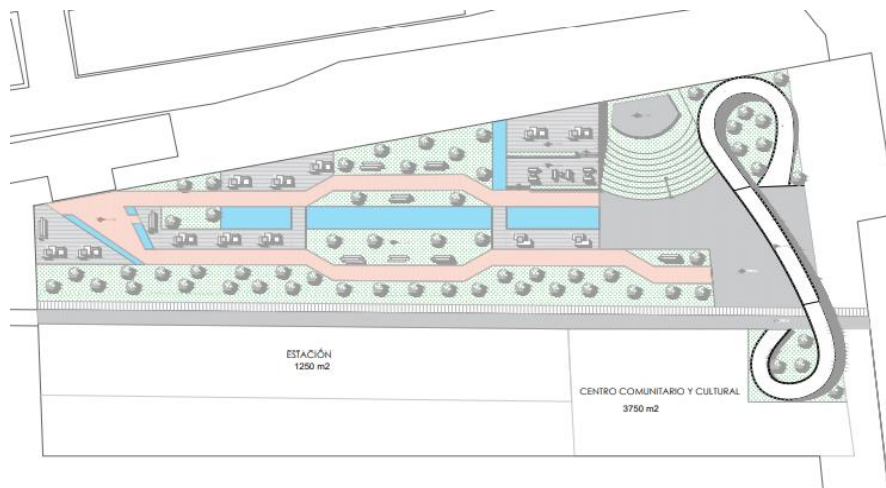 ESTACIÓN
1250 m2
CENTRO COMUNITARIO Y CULTURAL
3750 m2